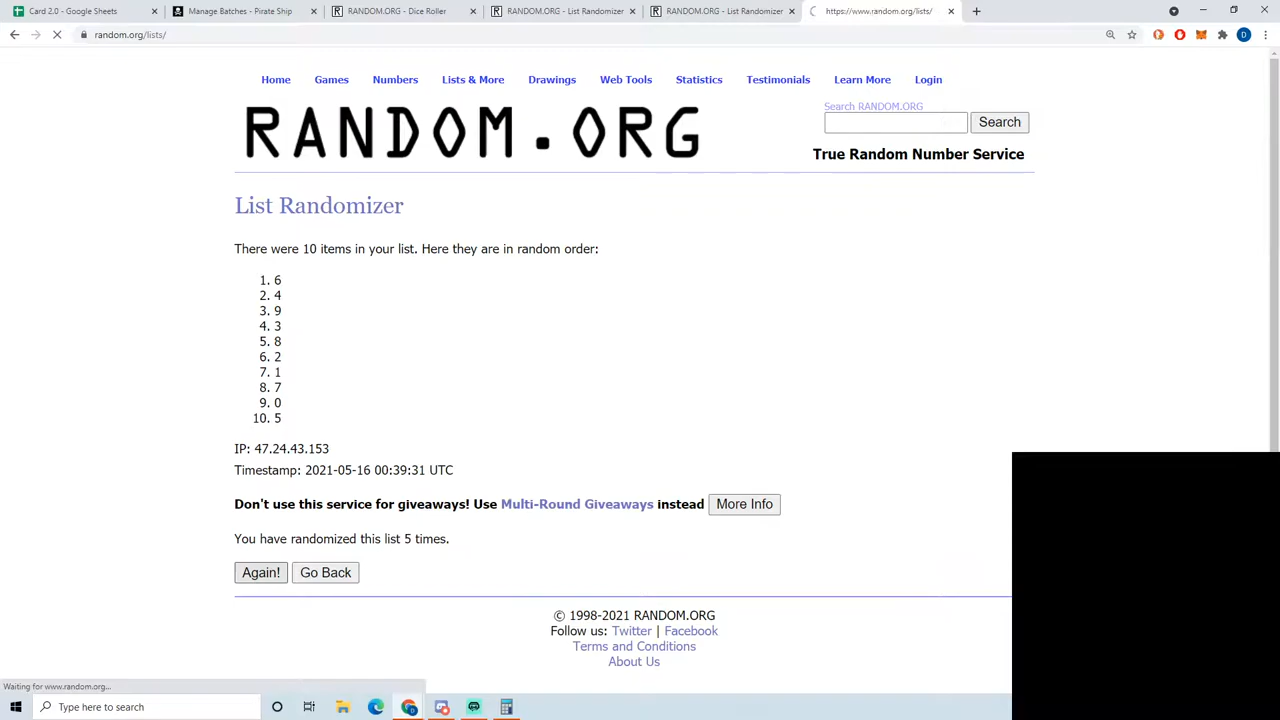 Card 2.0 - Google Sheets
Manage Batches - Pirate Ship
RANDOM.ORG - Dice Roller
RANDOM.ORG - List Randomizer
RANDOM.ORG - List Randomizer
https://www.random.org/lists/
random.org/lists/
D
Home Games Numbers Lists & More Drawings Web Tools Statistics Testimonials Learn More Login
RANDOM.ORG
Search RANDOM.ORG
Search
True Random Number Service
List Randomizer
There were 10 items in your list. Here they are in random order:
1. 6
2. 4
3. 9
4. 3
5. 8
6. 2
7. 1
8. 7
9. 0
10. 5
IP: 47.24.43.153
Timestamp: 2021-05-16 00:39:31 UTC
Don't use this service for giveaways! Use Multi-Round Giveaways instead More Info
You have randomized this list 5 times.
Again! Go Back
© 1998-2021 RANDOM.ORG
Follow us: Twitter | Facebook
Terms and Conditions
About Us
Waiting for www.random.org...
Type here to search